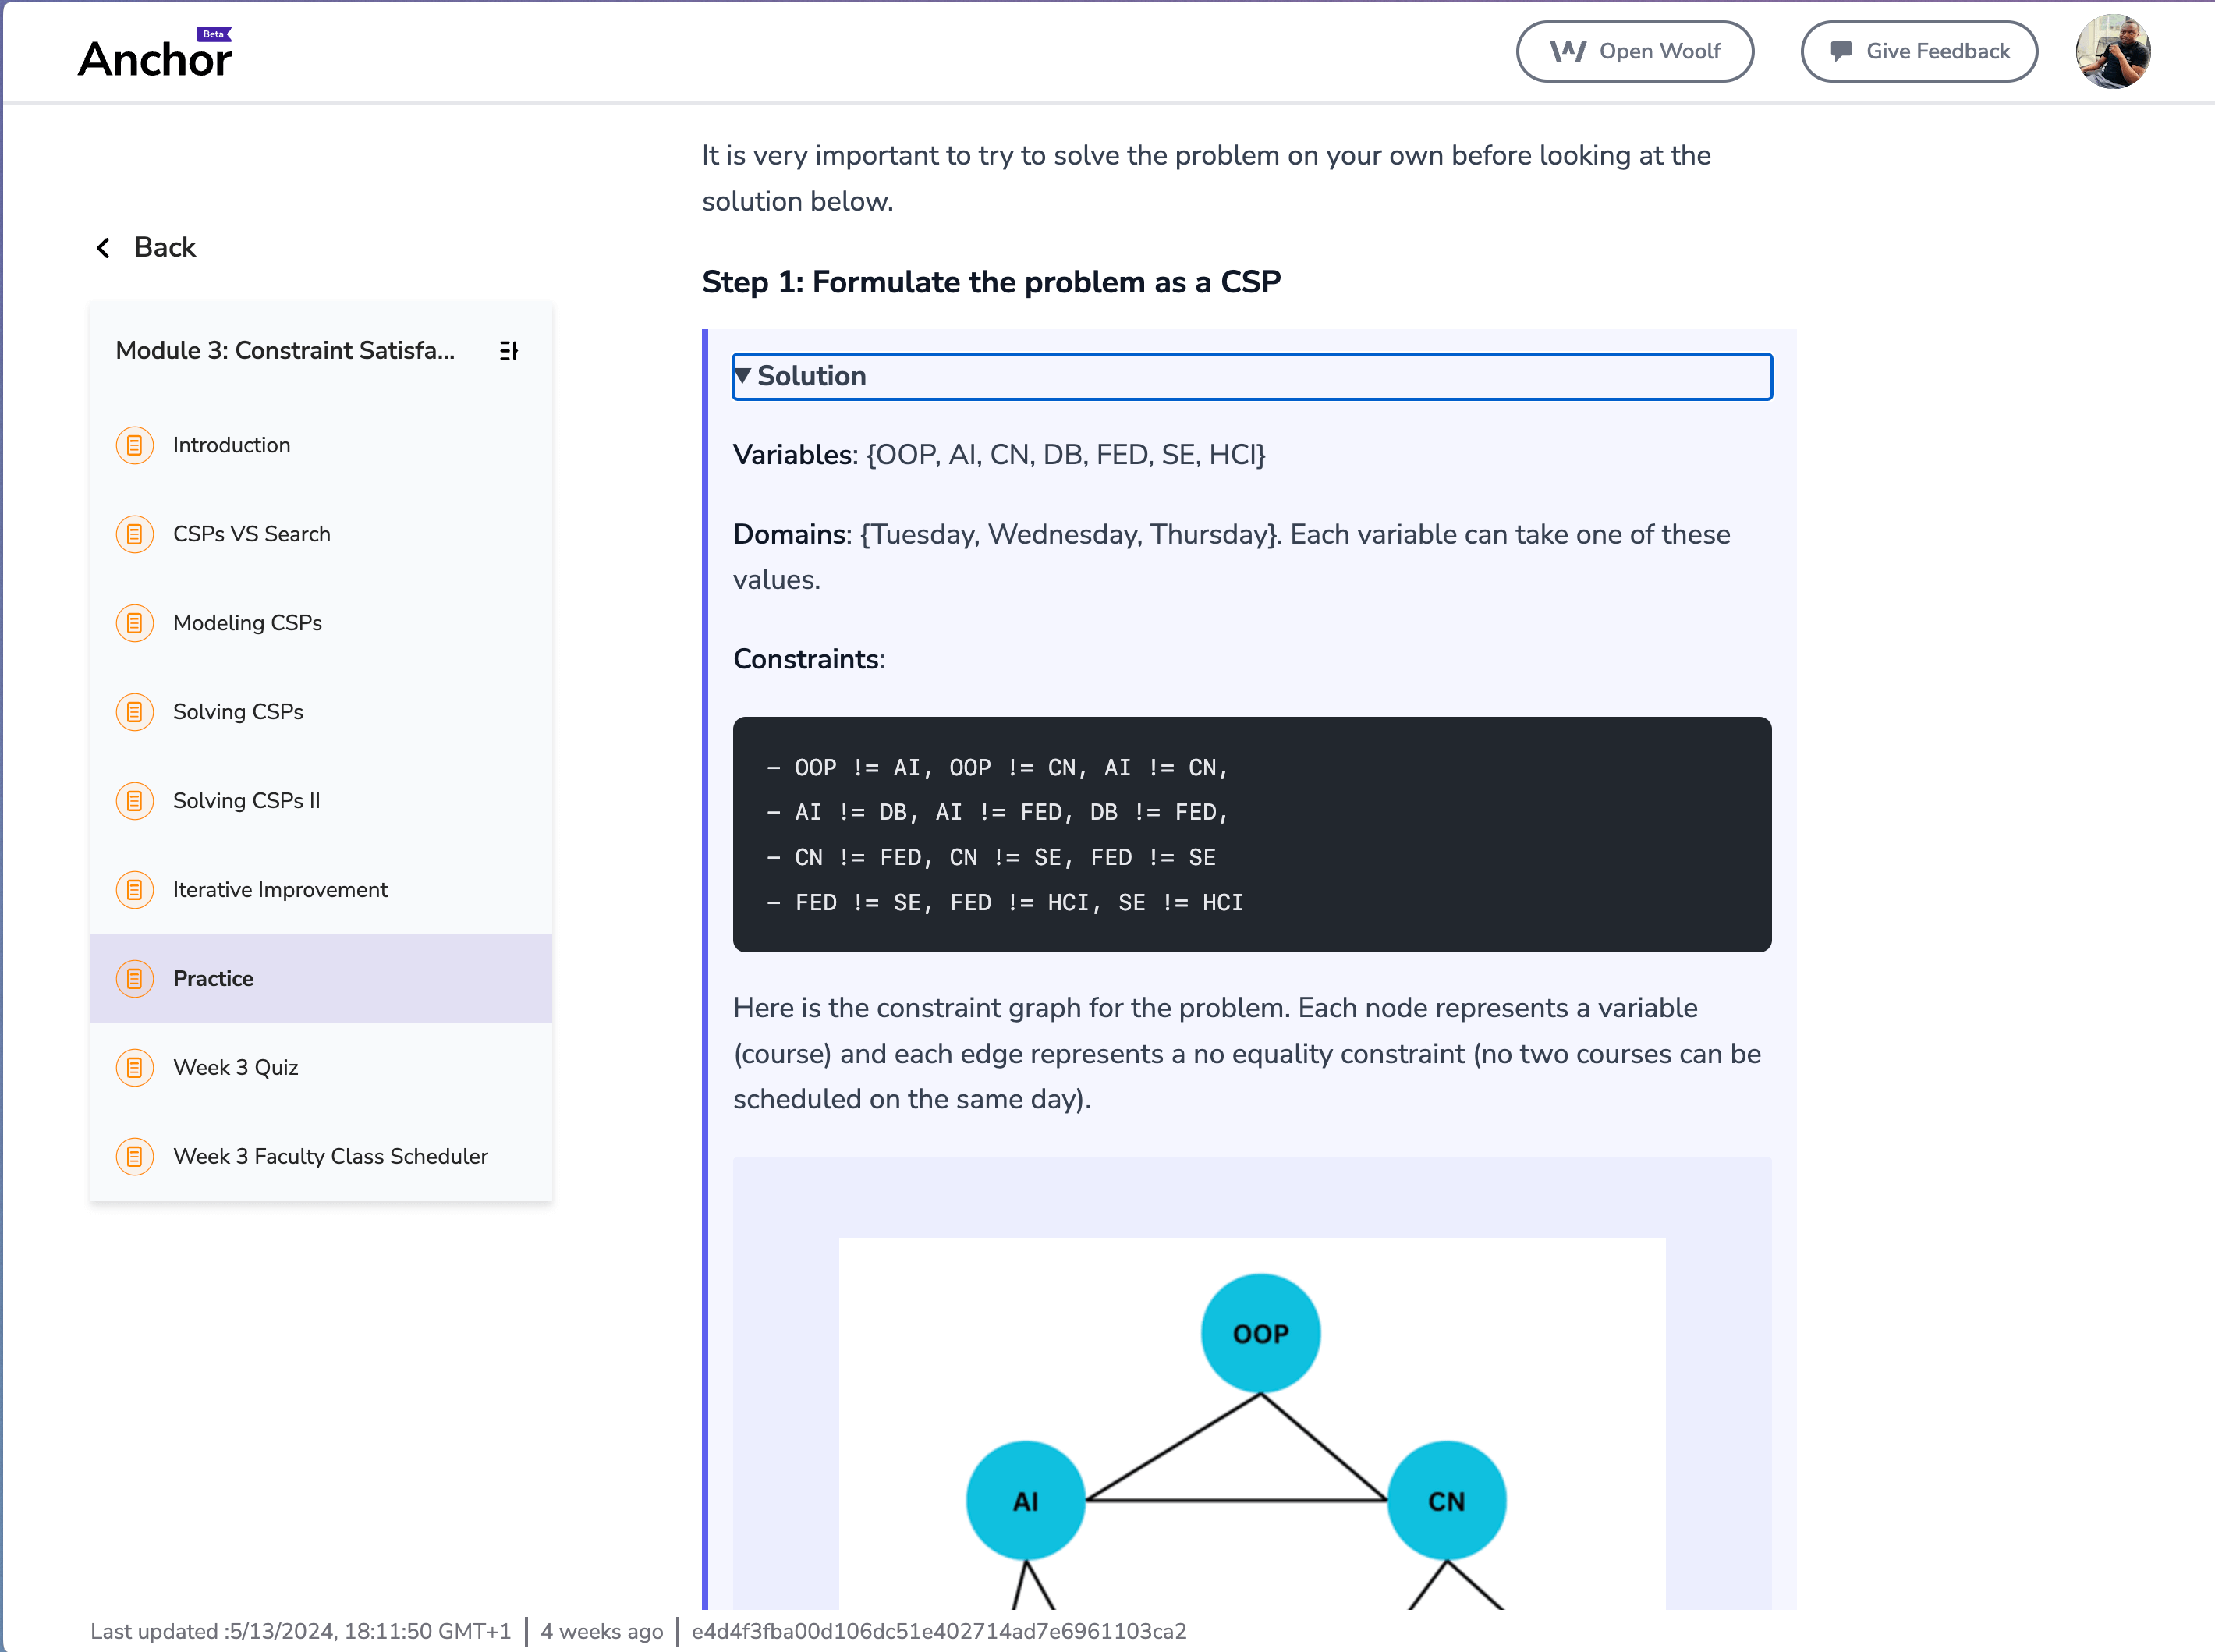 Anchor
Beta
Open Woolf
Give Feedback
Back
Module 3: Constraint Satisfa...
Introduction
CSPs VS Search
Modeling CSPs
Solving CSPs
Solving CSPs II
Iterative Improvement
Practice
Week 3 Quiz
Week 3 Faculty Class Scheduler
It is very important to try to solve the problem on your own before looking at the
solution below.
Step 1: Formulate the problem as a CSP
Solution
Variables: {OOP, AI, CN, DB, FED, SE, HCI}
Domains: {Tuesday, Wednesday, Thursday}. Each variable can take one of these
values.
Constraints:
– OOP != AI, OOP != CN, AI != CN,
– AI != DB, AI != FED, DB != FED,
– CN != FED, CN != SE, FED != SE
– FED != SE, FED != HCI, SE != HCI
Here is the constraint graph for the problem. Each node represents a variable
(course) and each edge represents a no equality constraint (no two courses can be
scheduled on the same day).
OOP
AI
CN
Last updated :5/13/2024, 18:11:50 GMT+1 | 4 weeks ago | e4d4f3fba00d106dc51e402714ad7e6961103ca2